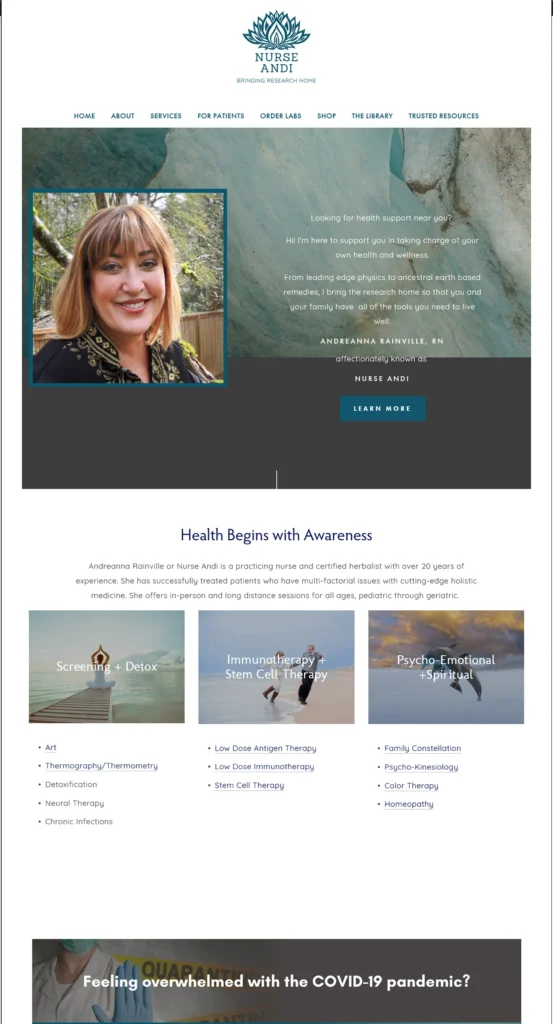 NURSE
ANDI
BRINGING RESEARCH HOME
HOME ABOUT SERVICES FOR PATIENTS ORDER LABS SHOP THE LIBRARY TRUSTED RESOURCES
Looking for health support near you?
Hi! I'm here to support you in taking charge of your
own health and wellness.
From leading edge physics to ancestral earth based
remedies, I bring the research home so that you and
your family have all of the tools you need to live
well.
ANDREANNA RAINVILLE, RN
affectionately known as
NURSE ANDI
LEARN MORE
Health Begins with Awareness
Andreanna Rainville or Nurse Andi is a practicing nurse and certified herbalist with over 20 years of
experience. She has successfully treated patients who have multi-factorial issues with cutting-edge holistic
medicine. She offers in-person and long distance sessions for all ages, pediatric through geriatric.
Screening + Detox
• Art
• Thermography/Thermometry
• Detoxification
• Neural Therapy
• Chronic Infections
Immunotherapy +
Stem Cell Therapy
• Low Dose Antigen Therapy
• Low Dose Immunotherapy
• Stem Cell Therapy
Psycho-Emotional
+Spiritual
• Family Constellation
• Psycho-Kinesiology
• Color Therapy
• Homeopathy
QUARANTINE
Feeling overwhelmed with the COVID-19 pandemic?